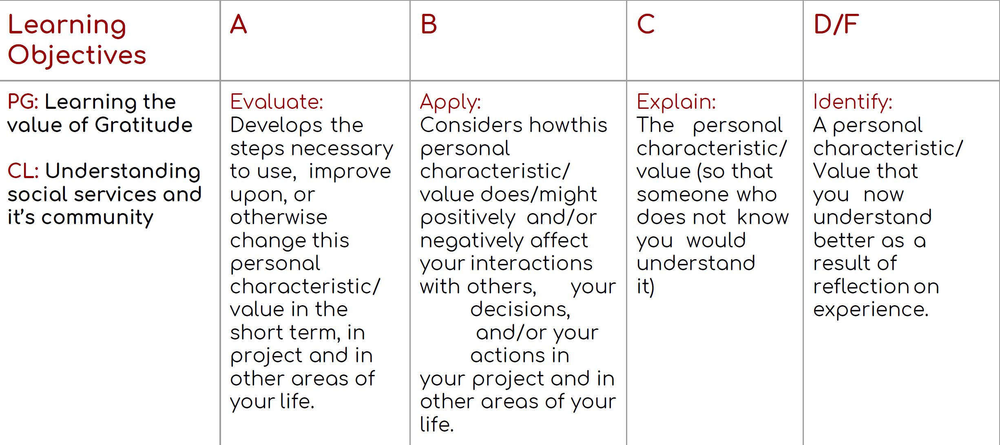 Learning
Objectives
A
B
C
D/F
PG: Learning the
value of Gratitude
CL: Understanding
social services and
it's community
Evaluate:
Develops the
steps necessary
to use, improve
upon, or
otherwise
change this
personal
characteristic/
value in the
short term, in
project and in
other areas of
your life.
Apply:
Considers howthis
personal
characteristic/
value does/might
positively and/or
negatively affect
your interactions
with others, your
decisions,
and/or your
actions in
your project and in
other areas of your
life.
Explain:
The personal
characteristic/
value (so that
someone who
does not know
you would
understand
it)
Identify:
A personal
characteristic/
Value that
you now
understand
better as a
result of
reflection on
experience.